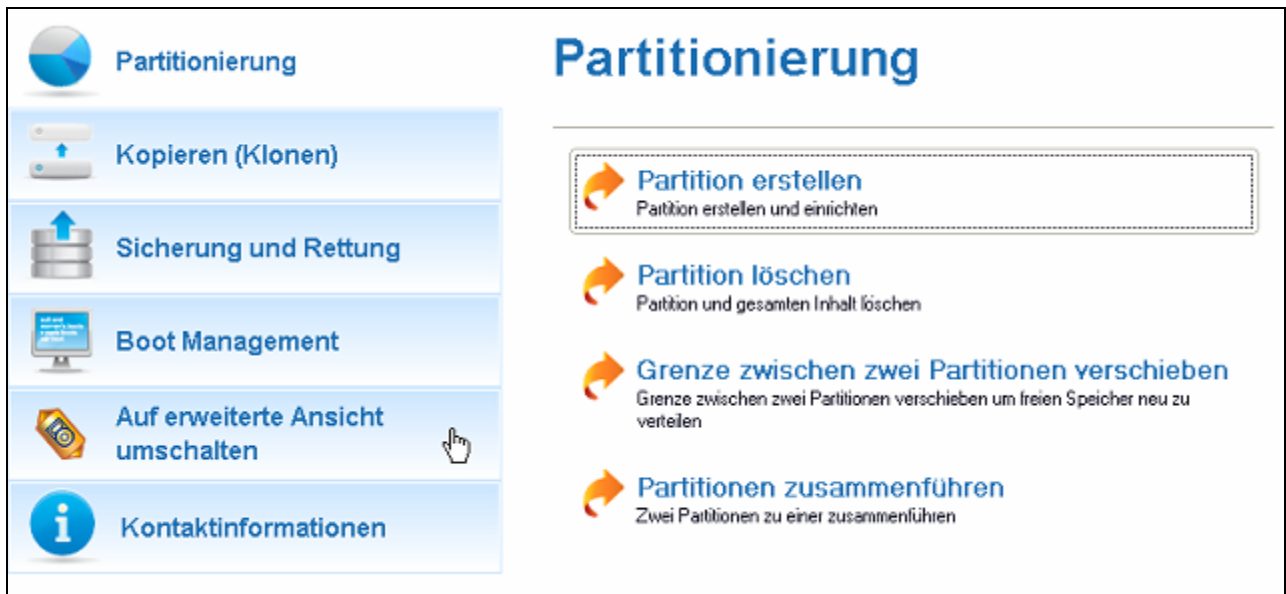 Partitionierung
Kopieren (Klonen)
Sicherung und Rettung
Boot Management
Auf erweiterte Ansicht
umschalten
Kontaktinformationen
Partitionierung
Partition erstellen
Partition erstellen und einrichten
Partition löschen
Partition und gesamten Inhalt löschen
Grenze zwischen zwei Partitionen verschieben
Grenze zwischen zwei Partitionen verschieben um freien Speicher neu zu
verteilen
Partitionen zusammenführen
Zwei Partitionen zu einer zusammenführen